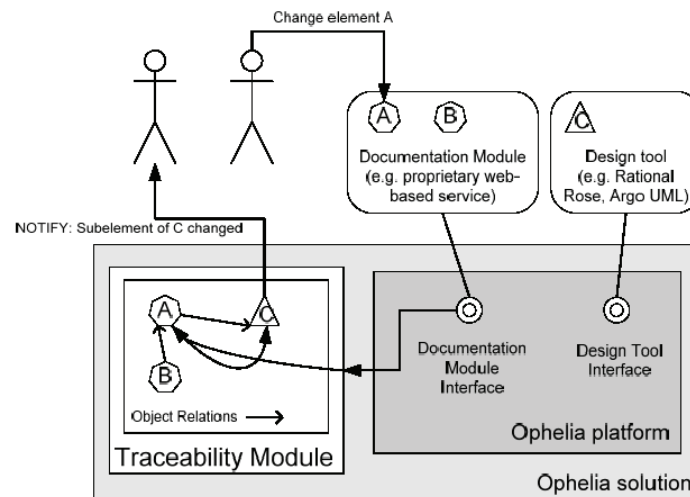 Change element A
A
B
C
Documentation Module
(e.g. proprietary web-
based service)
Design tool
(e.g. Rational
Rose, Argo UML)
NOTIFY: Subelement of C changed
A
C
B
Object Relations
Traceability Module
Documentation
Module
Interface
Design Tool
Interface
Ophelia platform
Ophelia solution